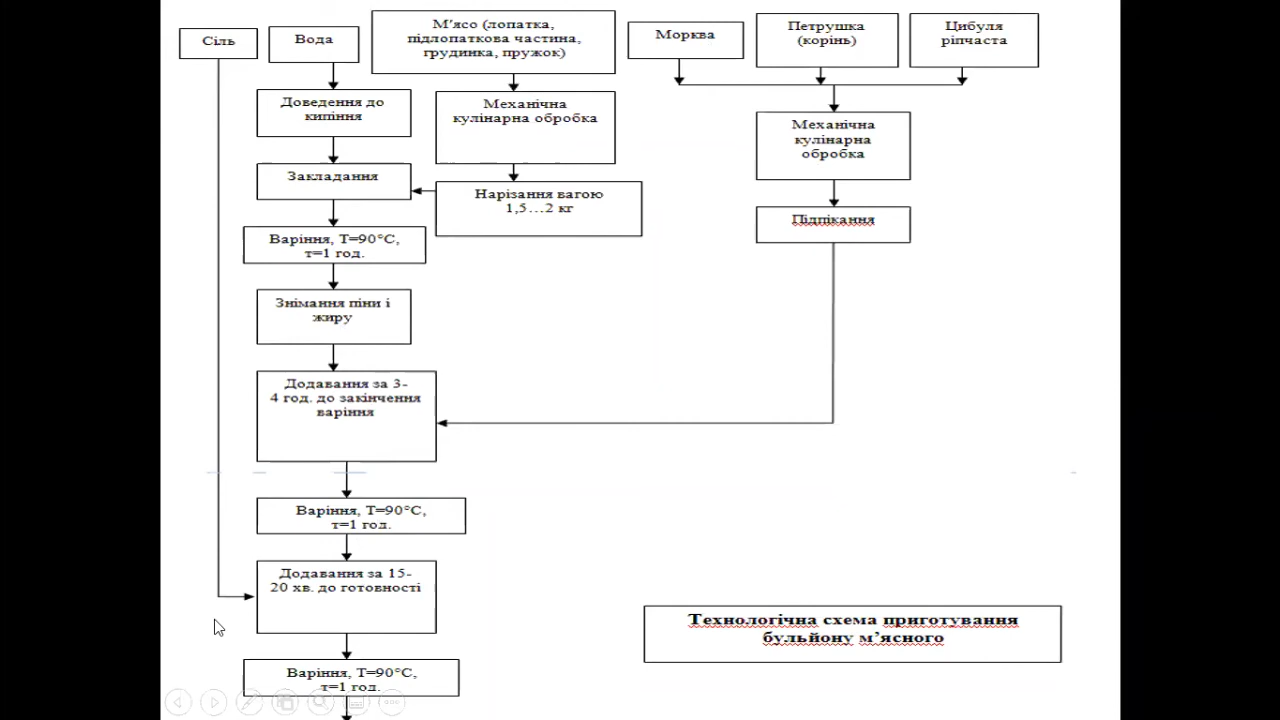 Сіль
Вода
М'ясо (лопатка,
підлопаткова частина,
грудинка, пружок)
Морква
Петрушка
(корінь)
Цибуля
ріпчаста
Доведення до
кипіння
Механічна
кулінарна обробка
Механічна
кулінарна
обробка
Закладання
Нарізання вагою
1,5…2 кг
Підпікання
Варіння, Т=90°С,
τ=1 год.
Знімання піни і
жиру
Додавання за 3-
4 год. до закінчення
варіння
Варіння, Т=90°С,
τ=1 год.
Додавання за 15-
20 хв. до готовності
Технологічна схема приготування
бульйону м’ясного
Варіння, Т=90°С,
τ=1 год.